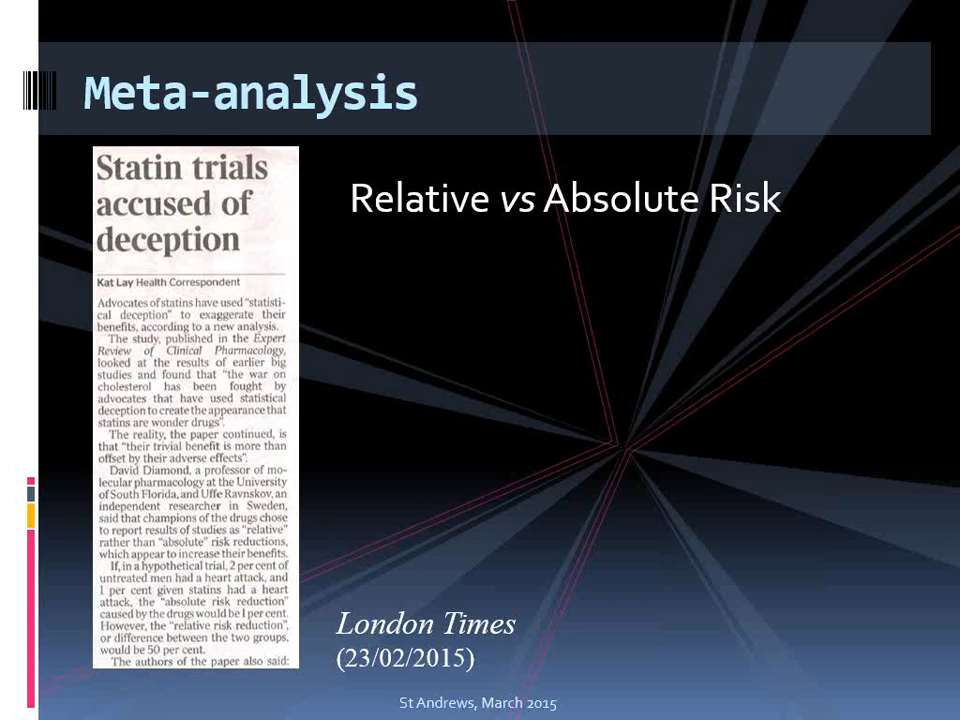 Meta-analysis
Statin trials
accused of
deception
Kat Lay Health Correspondent
Advocates of statins have used "statisti-
cal deception" to exaggerate their
benefits, according to a new analysis.
The study, published in the Expert
Review of Clinical Pharmacology,
looked at the results of earlier big
studies and found that "the war on
cholesterol has been fought by
advocates that have used statistical
deception to create the appearance that
statins are wonder drugs".
The reality, the paper continued, is
that "their trivial benefit is more than
offset by their adverse effects".
David Diamond, a professor of mo-
lecular pharmacology at the University
of South Florida, and Uffe Ravnskov, an
independent researcher in Sweden,
said that champions of the drugs chose
to report results of studies as "relative"
rather than "absolute" risk reductions,
which appear to increase their benefits.
If, in a hypothetical trial, 2 per cent of
untreated men had a heart attack, and
1 per cent given statins had a heart
attack, the "absolute risk reduction"
caused by the drugs would be 1 per cent.
However, the "relative risk reduction",
or difference between the two groups,
would be 50 per cent.
The authors of the paper also said:
Relative vs Absolute Risk
London Times
(23/02/2015)
St Andrews, March 2015